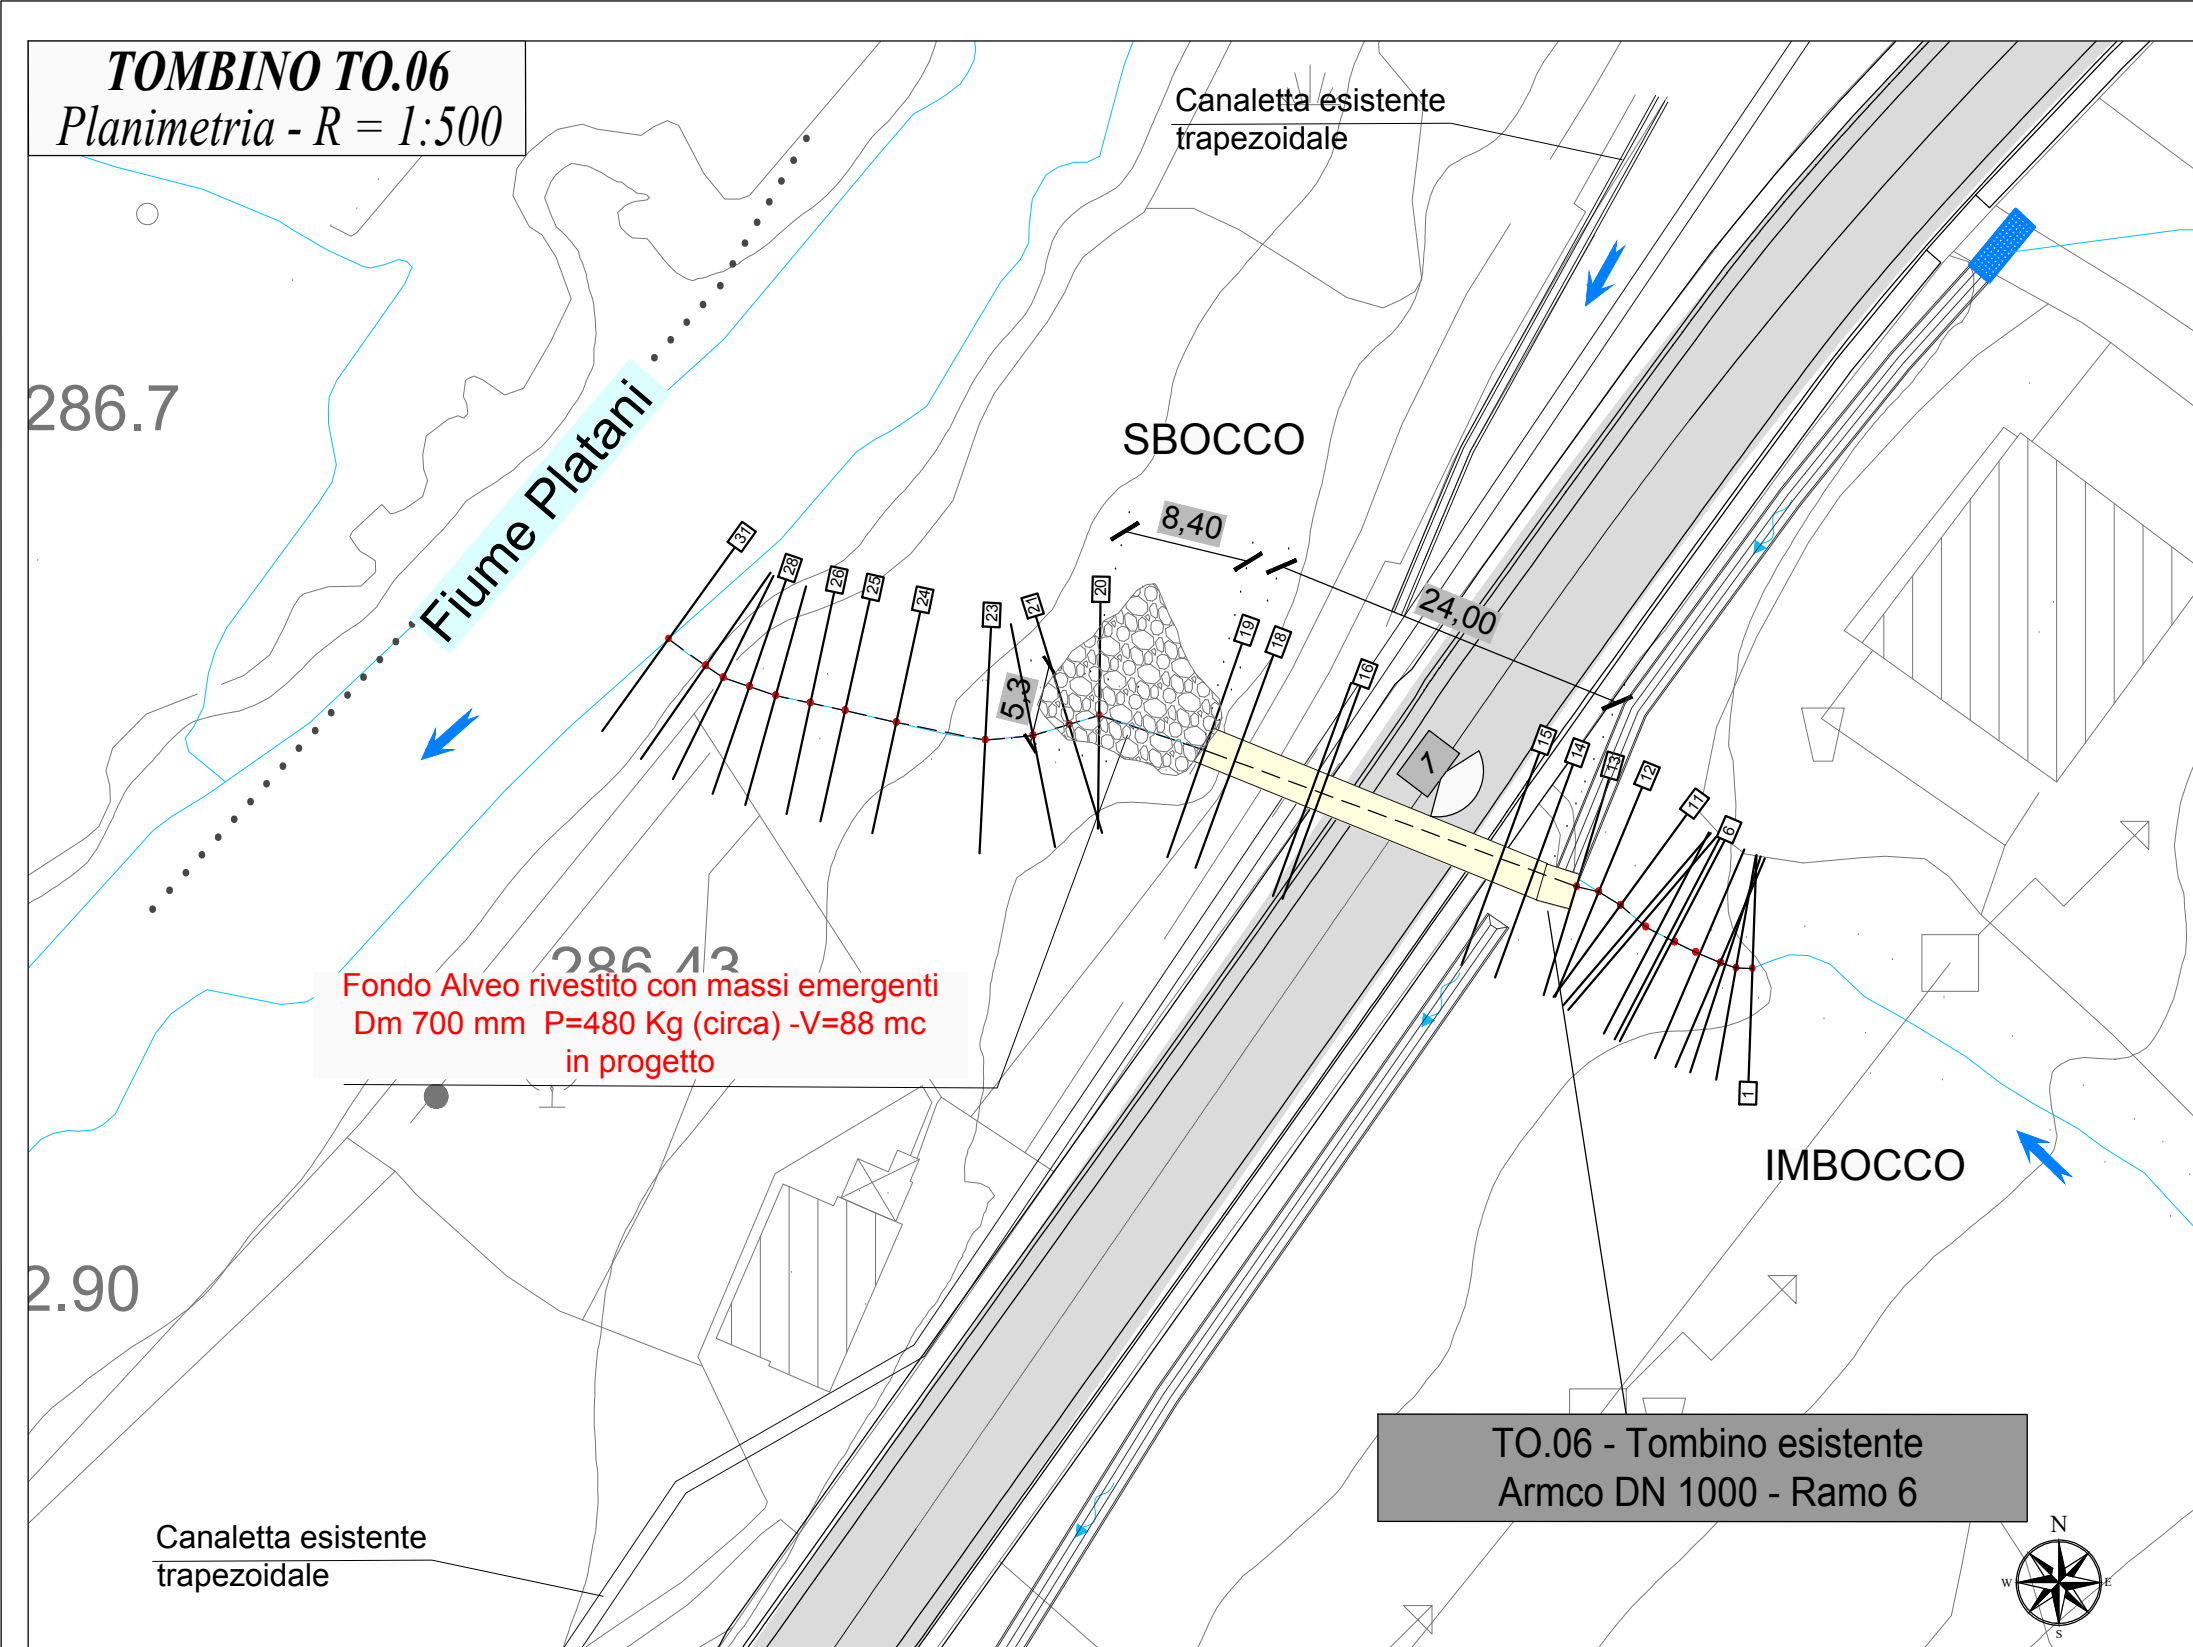 TOMBINO TO.06
Planimetria - R = 1:500
Canaletta esistente
trapezoidale
286.7
Fiume Platani
SBOCCO
8,40
24,00
31
28
26
25
24
23
21
20
19
18
16
15
14
13
12
11
6
1
5,3
7
286.43
Fondo Alveo rivestito con massi emergenti
Dm 700 mm P=480 Kg (circa) -V=88 mc
in progetto
IMBOCCO
2.90
TO.06 - Tombino esistente
Armco DN 1000 - Ramo 6
Canaletta esistente
trapezoidale
N
W
E
S